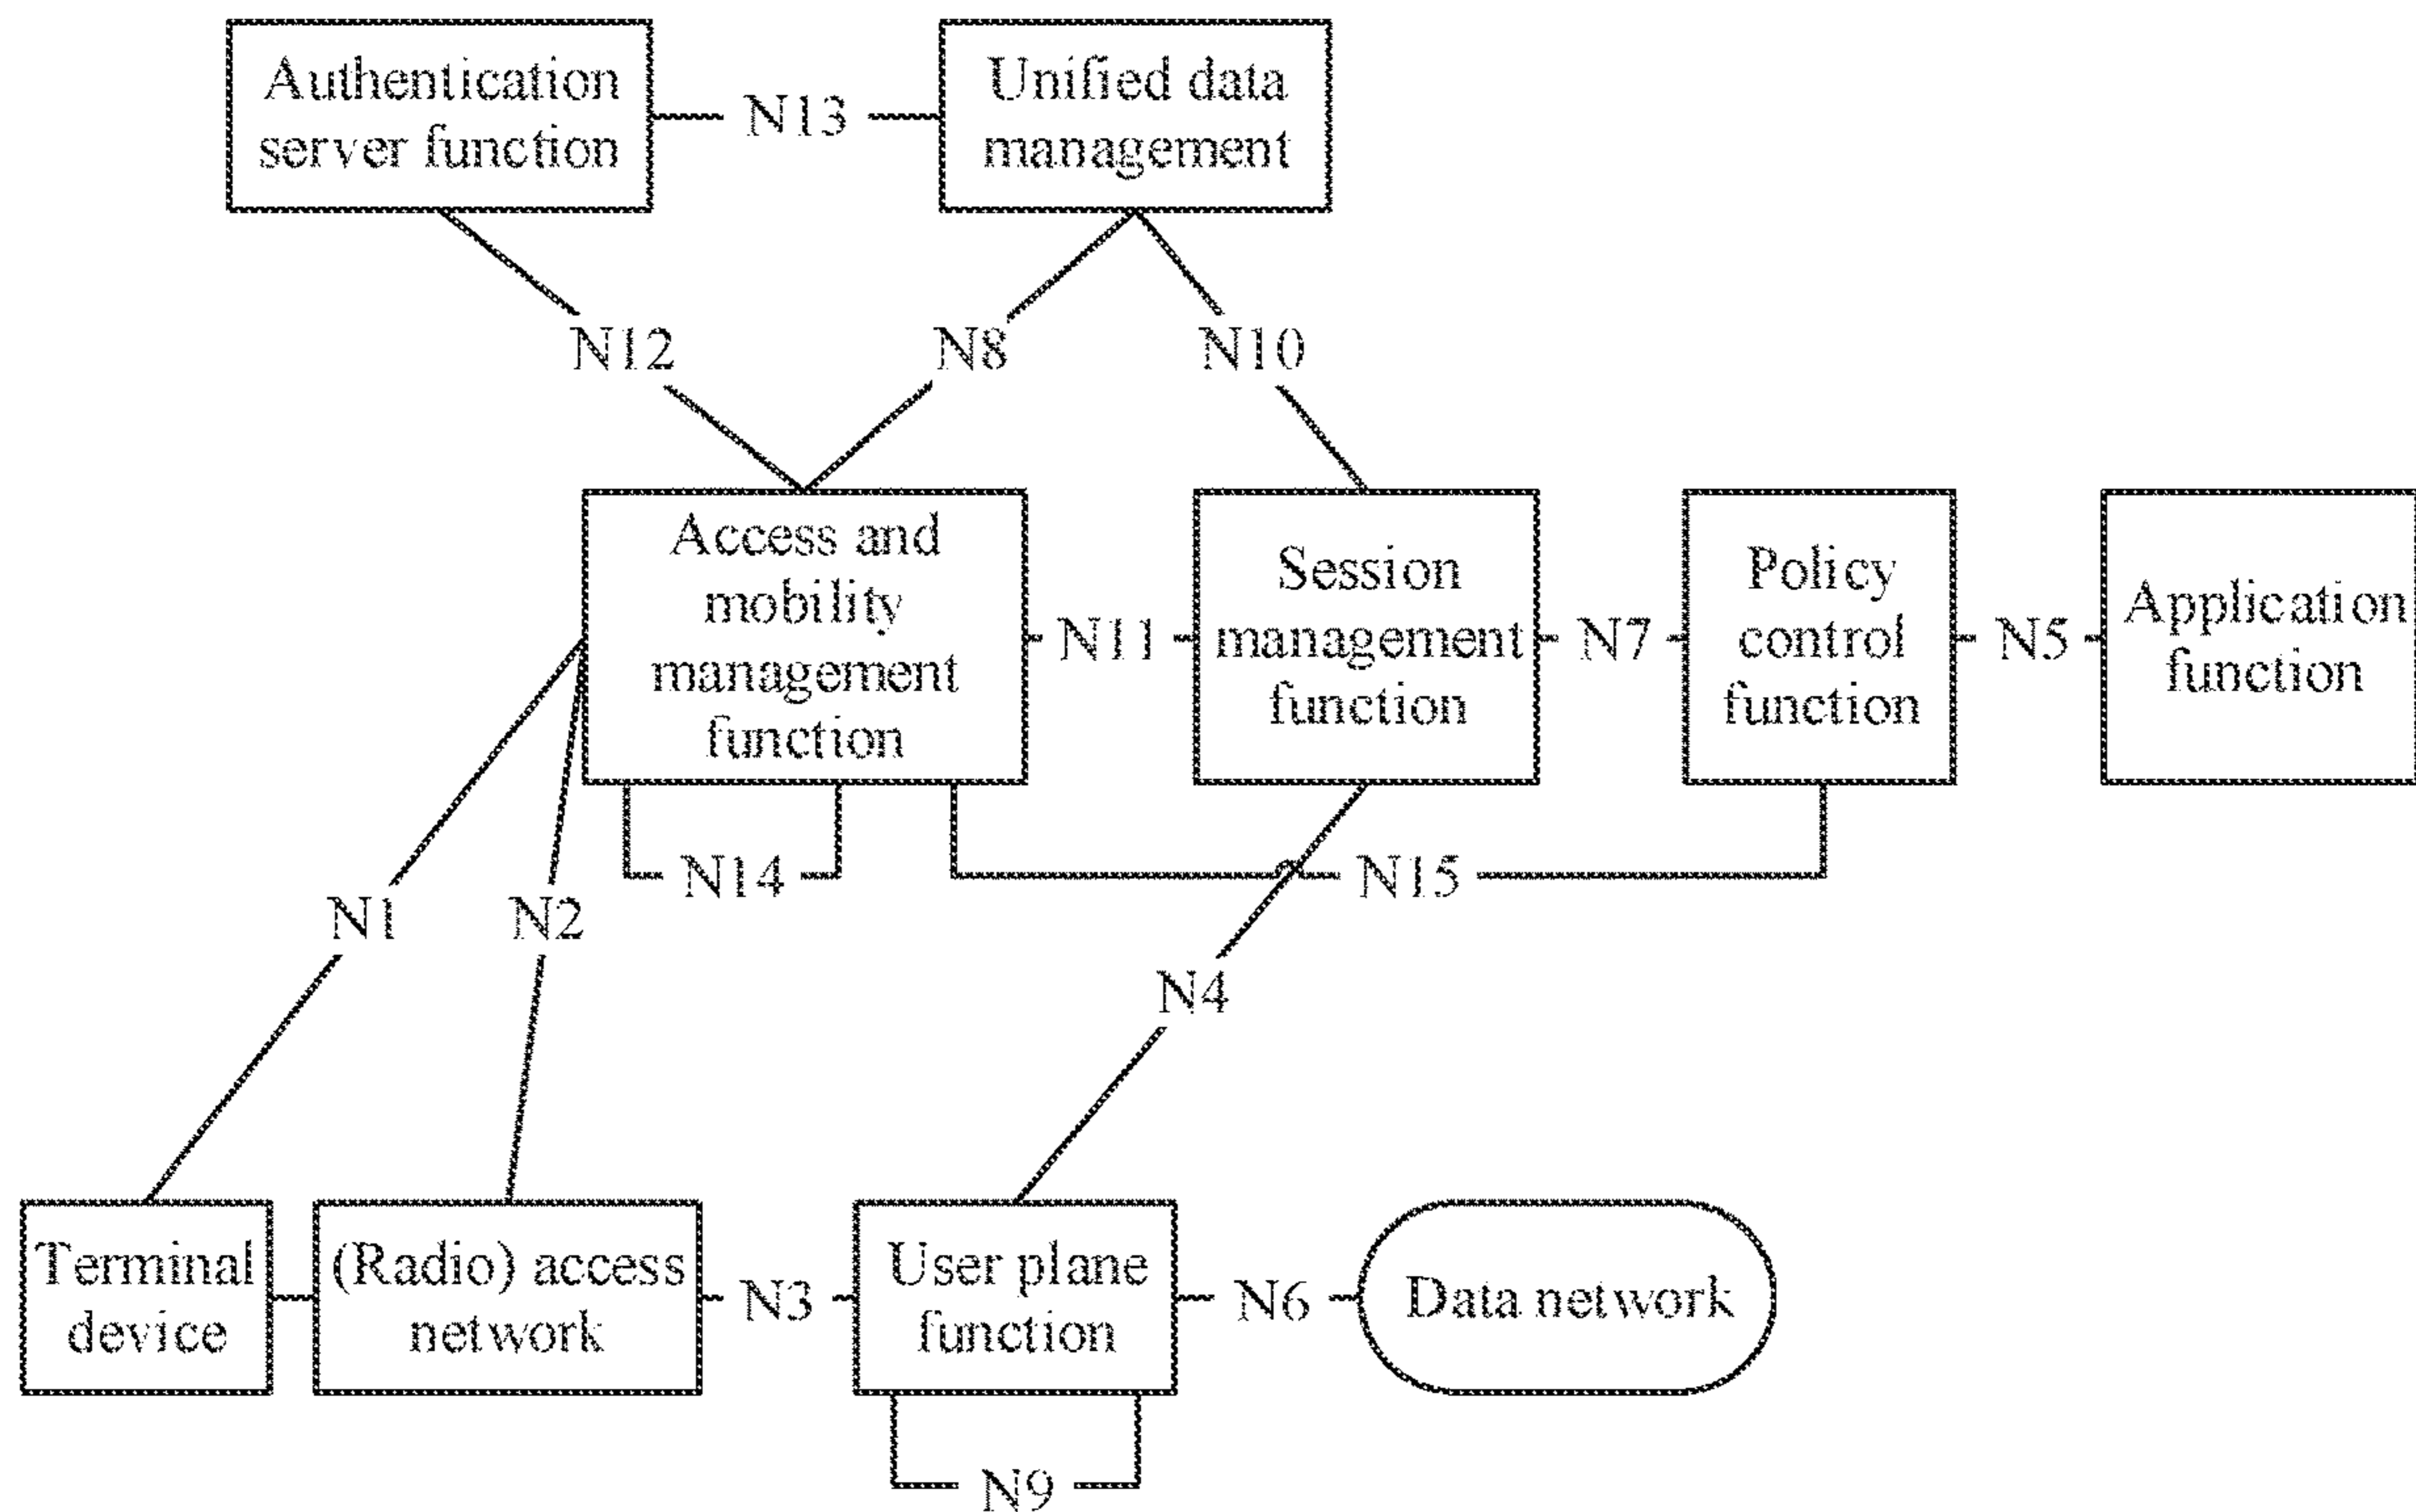 Authentication
server function
N13
Unified data
management
N12
N8
N10
Access and
mobility
management
function
N11
Session
management
function
N7
Policy
control
function
N5
Application
function
N14
N15
N1
N2
N4
Terminal
device
(Radio) access
network
N3
User plane
function
N6
Data network
N9